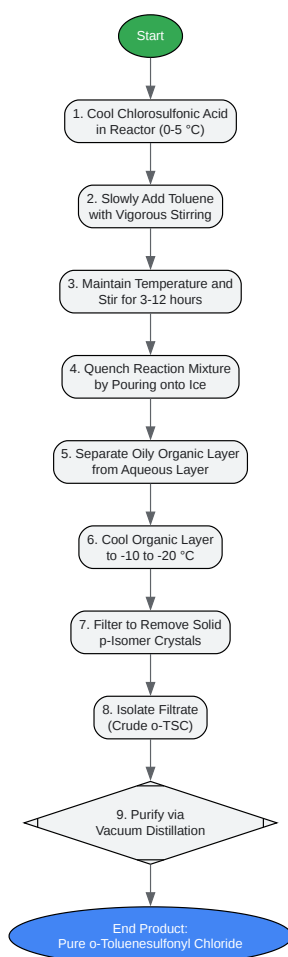 Start
1. Cool Chlorosulfonic Acid
in Reactor (0-5 °C)
2. Slowly Add Toluene
with Vigorous Stirring
3. Maintain Temperature and
Stir for 3-12 hours
4. Quench Reaction Mixture
by Pouring onto Ice
5. Separate Oily Organic Layer
from Aqueous Layer
6. Cool Organic Layer
to -10 to -20 °C
7. Filter to Remove Solid
p-Isomer Crystals
8. Isolate Filtrate
(Crude o-TSC)
9. Purify via
Vacuum Distillation
End Product:
Pure o-Toluenesulfonyl Chloride